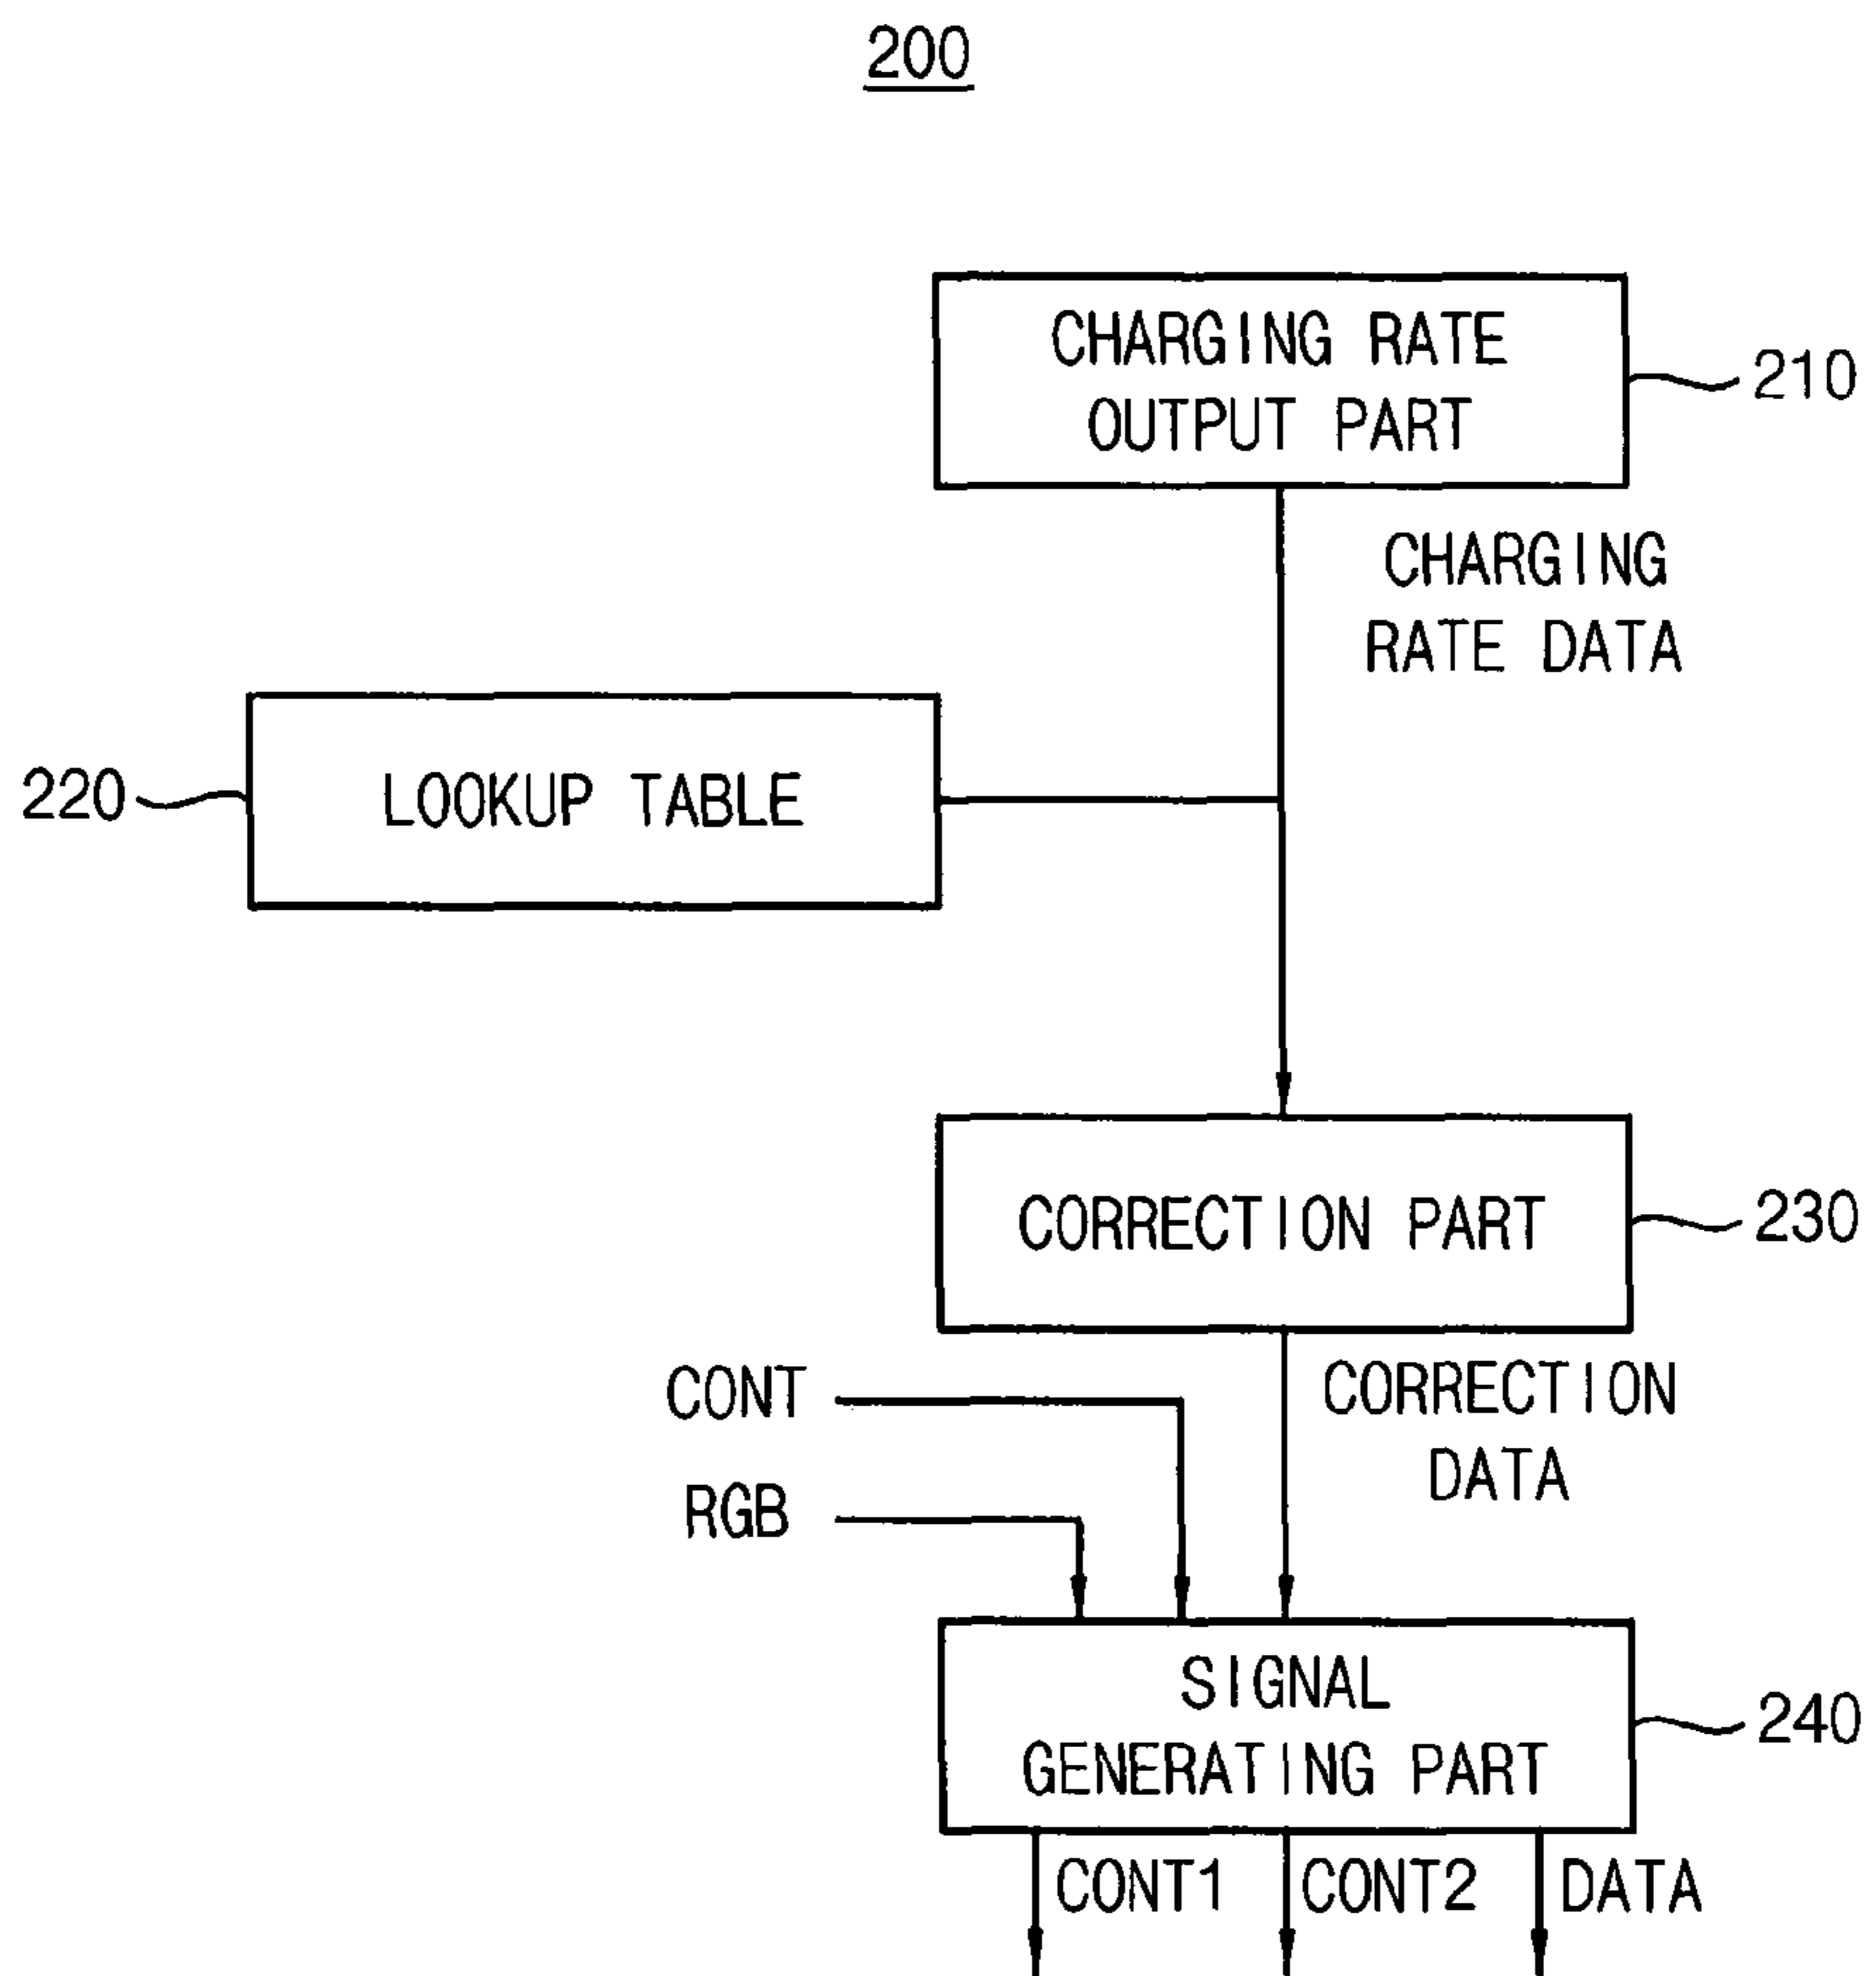 200
CHARGING RATE
OUTPUT PART
210
CHARGING
RATE DATA
220
LOOKUP TABLE
CORRECTION PART
230
CONT
CORRECTION
DATA
RGB
SIGNAL
GENERATING PART
240
CONT1
CONT2
DATA